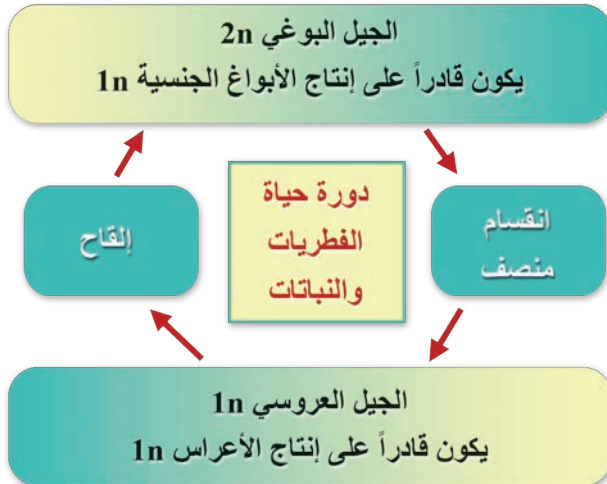 الجيل البوغي 2n
يكون قادراً على إنتاج الأبواغ الجنسية 1n
انقسام
منصف
دورة حياة
الفطريات
والنباتات
إلقاح
الجيل العروسي 1n
يكون قادراً على إنتاج الأعراس 1n